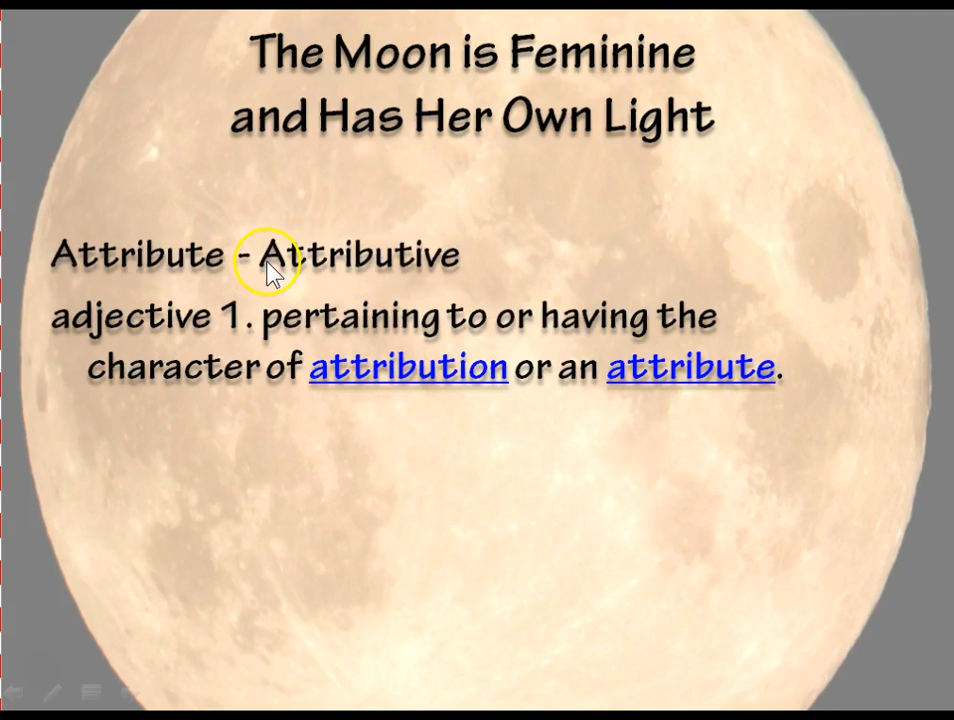 The Moon is Feminine
and Has Her Own Light
Attribute - Attributive
adjective 1. pertaining to or having the
character of attribution or an attribute.